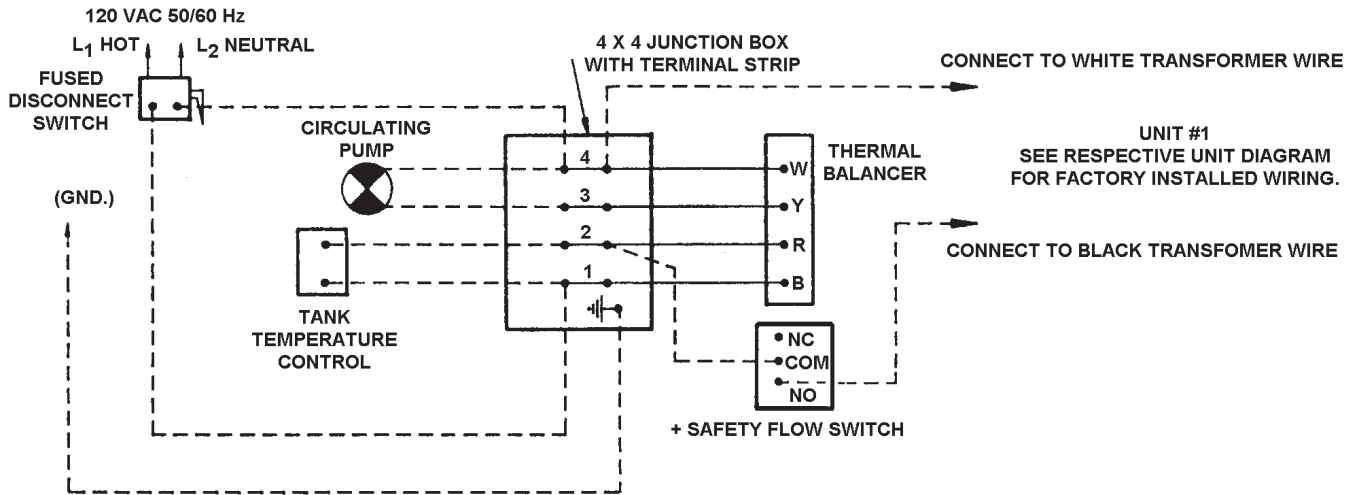 120 VAC 50/60 Hz
L1 HOT
L2 NEUTRAL
FUSED
DISCONNECT
SWITCH
4 X 4 JUNCTION BOX
WITH TERMINAL STRIP
CONNECT TO WHITE TRANSFORMER WIRE
CIRCULATING
PUMP
UNIT #1
SEE RESPECTIVE UNIT DIAGRAM
FOR FACTORY INSTALLED WIRING.
THERMAL
BALANCER
(GND.)
4
3
2
1
W
Y
R
B
CONNECT TO BLACK TRANSFOMER WIRE
TANK
TEMPERATURE
CONTROL
NC
COM
NO
+ SAFETY FLOW SWITCH